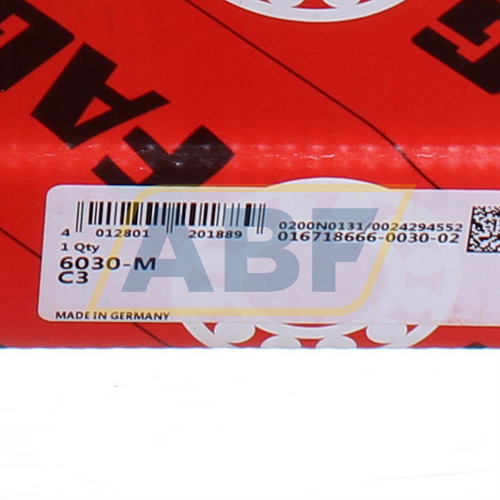 FAG
G
4 012801 201889
0200N0131/0024294552
016718666-0030-02
1 Qty
6030-M
C3
ABF
MADE IN GERMANY